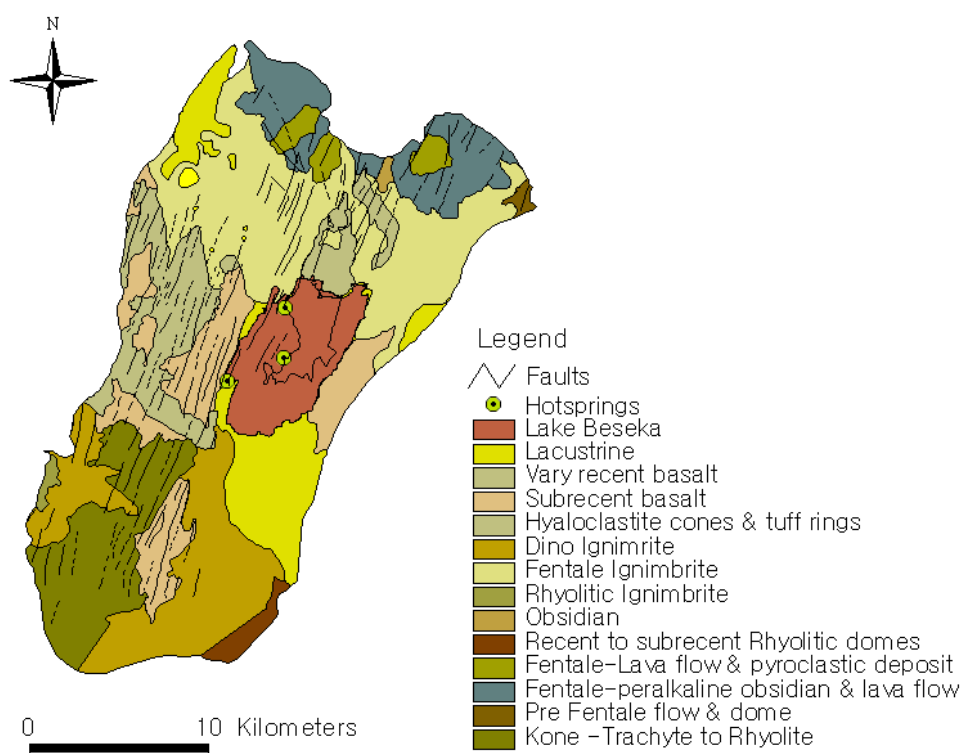 N
Legend
Faults
Hotsprings
Lake Beseka
Lacustrine
Vary recent basalt
Subrecent basalt
Hyaloclastite cones & tuff rings
Dino Ignimrite
Fentale Ignimbrite
Rhyolitic Ignimbrite
Obsidian
Recent to subrecent Rhyolitic domes
Fentale-Lava flow & pyroclastic deposit
Fentale-peralkaline obsidian & lava flow
Pre Fentale flow & dome
Kone -Trachyte to Rhyolite
0 10 Kilometers